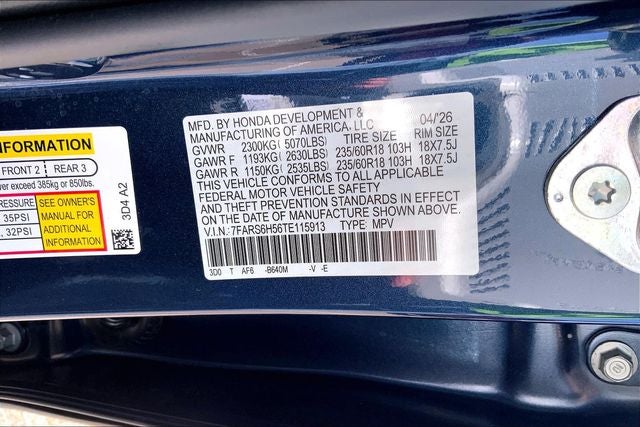 INFORMATION
FRONT 2 REAR 3
ver exceed 385kg or 850lbs.
PRESSURE
35PSI
, 32PSI
SEE OWNER'S
MANUAL FOR
ADDITIONAL
INFORMATION
3D4 A2
MFD. BY HONDA DEVELOPMENT &
MANUFACTURING OF AMERICA, LLC 04/'26
GVWR 2300KG(5070LBS) TIRE SIZE RIM SIZE
GAWR F 1193KG(2630LBS) 235/60R18 103H 18X7.5J
GAWR R 1150KG(2535LBS) 235/60R18 103H 18X7.5J
THIS VEHICLE CONFORMS TO ALL APPLICABLE
FEDERAL MOTOR VEHICLE SAFETY
AND THEFT PREVENTION STANDARDS IN EFFECT
ON THE DATE OF MANUFACTURE SHOWN ABOVE.
V.I.N.: 7FARS6H56TE115913 TYPE: MPV
3D0 T AF6 -B640M -V -E